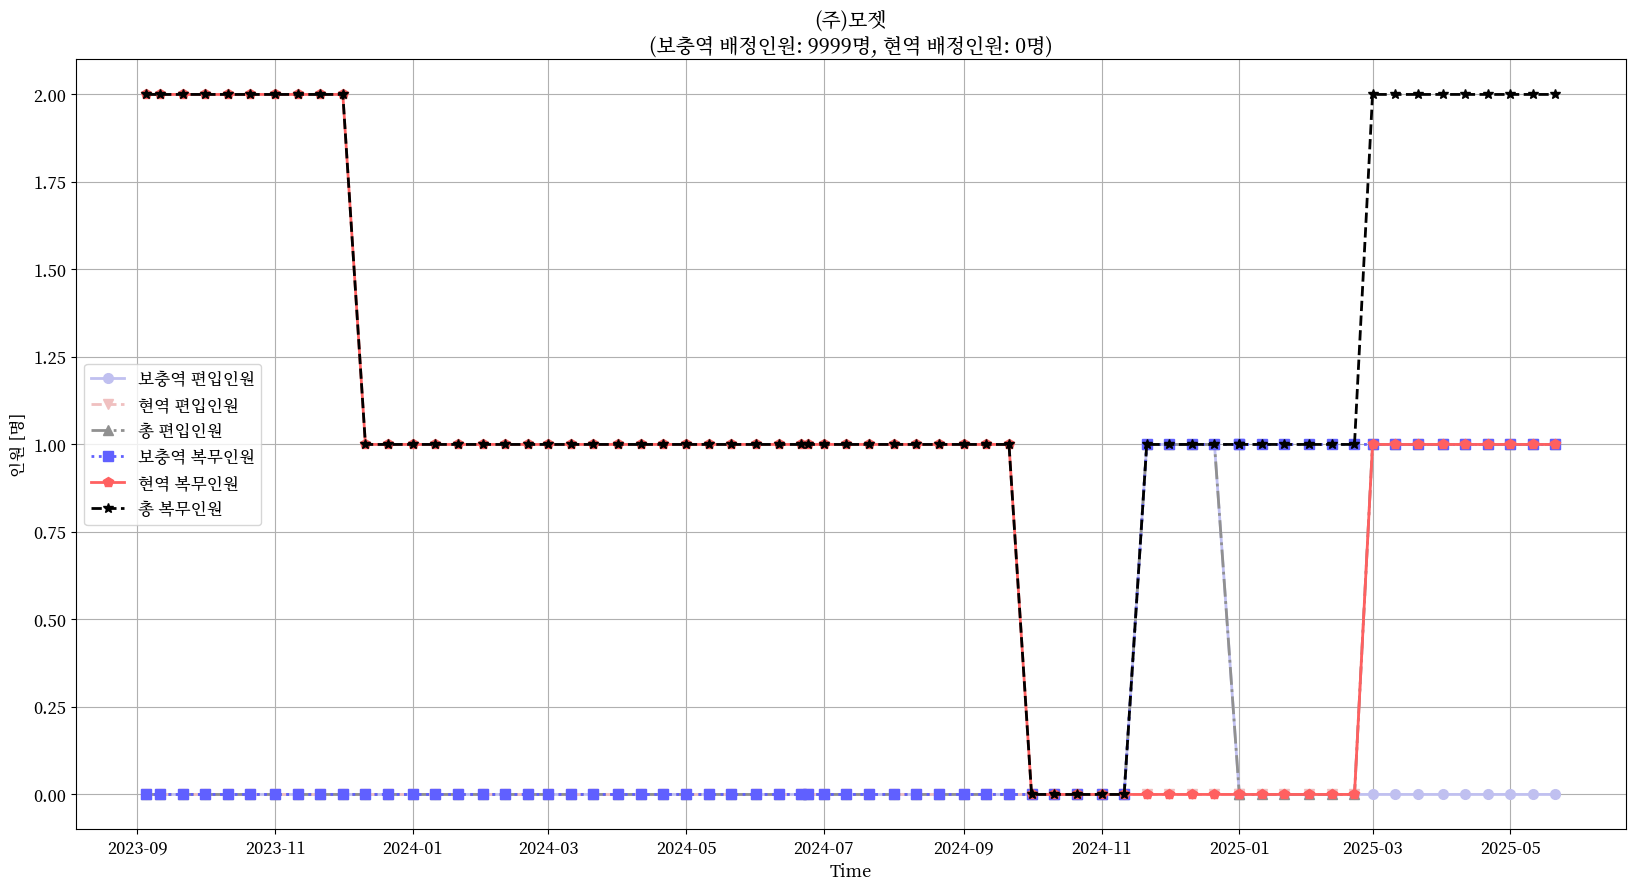 (주)모젯
(보충역 배정인원: 9999명, 현역 배정인원: 0명)
인원 [명]
2.00
1.75
1.50
1.25
1.00
0.75
0.50
0.25
0.00
보충역 편입인원
현역 편입인원
총 편입인원
보충역 복무인원
현역 복무인원
총 복무인원
2023-09 2023-11 2024-01 2024-03 2024-05 2024-07 2024-09 2024-11 2025-01 2025-03 2025-05
Time